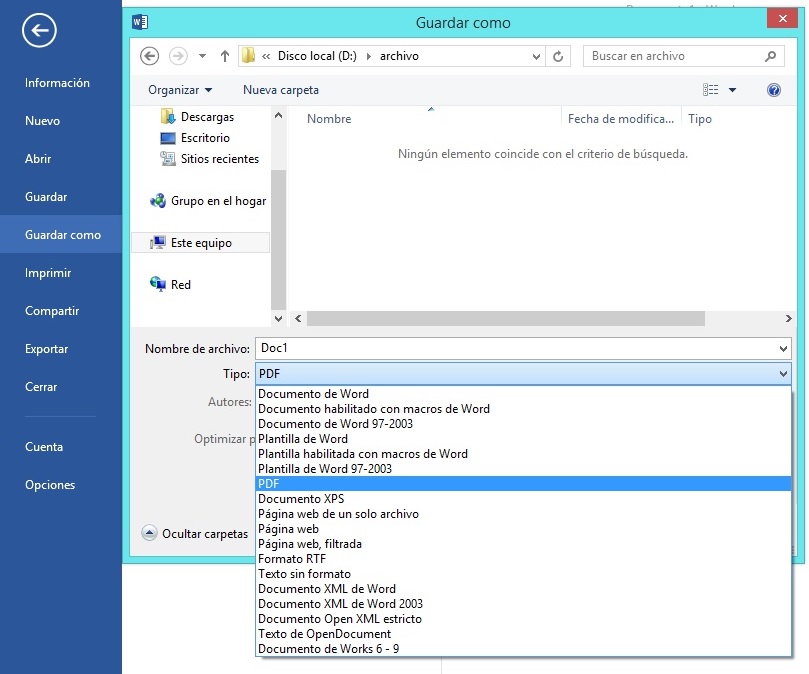 Guardar como
Información
Nuevo
Abrir
Guardar
Guardar como
Imprimir
Compartir
Exportar
Cerrar
Cuenta
Opciones
« Disco local (D:) archivo
Buscar en archivo
Organizar
Nueva carpeta
Descargas
Escritorio
Sitios recientes
Grupo en el hogar
Este equipo
Red
Nombre
Fecha de modifica...
Tipo
Ningún elemento coincide con el criterio de búsqueda.
Nombre de archivo: Doc1
Tipo: PDF
Autores:
Optimizar p
Ocultar carpetas
Documento de Word
Documento habilitado con macros de Word
Documento de Word 97-2003
Plantilla de Word
Plantilla habilitada con macros de Word
Plantilla de Word 97-2003
PDF
Documento XPS
Página web de un solo archivo
Página web
Página web, filtrada
Formato RTF
Texto sin formato
Documento XML de Word
Documento XML de Word 2003
Documento Open XML estricto
Texto de OpenDocument
Documento de Works 6 - 9